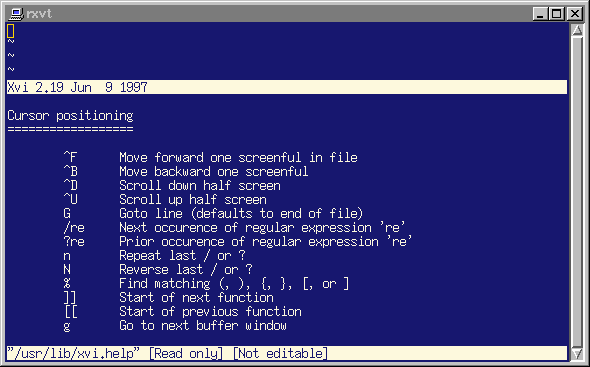 rxvt
~
~
~
Xvi 2.19 Jun  9 1997
Cursor positioning
==================
^F      Move forward one screenful in file
^B      Move backward one screenful
^D      Scroll down half screen
^U      Scroll up half screen
G       Goto line (defaults to end of file)
/re     Next occurence of regular expression 're'
?re     Prior occurence of regular expression 're'
n       Repeat last / or ?
N       Reverse last / or ?
%       Find matching (, ), {, }, [, or ]
]]      Start of next function
[[      Start of previous function
g       Go to next buffer window
"/usr/lib/xvi.help" [Read only] [Not editable]